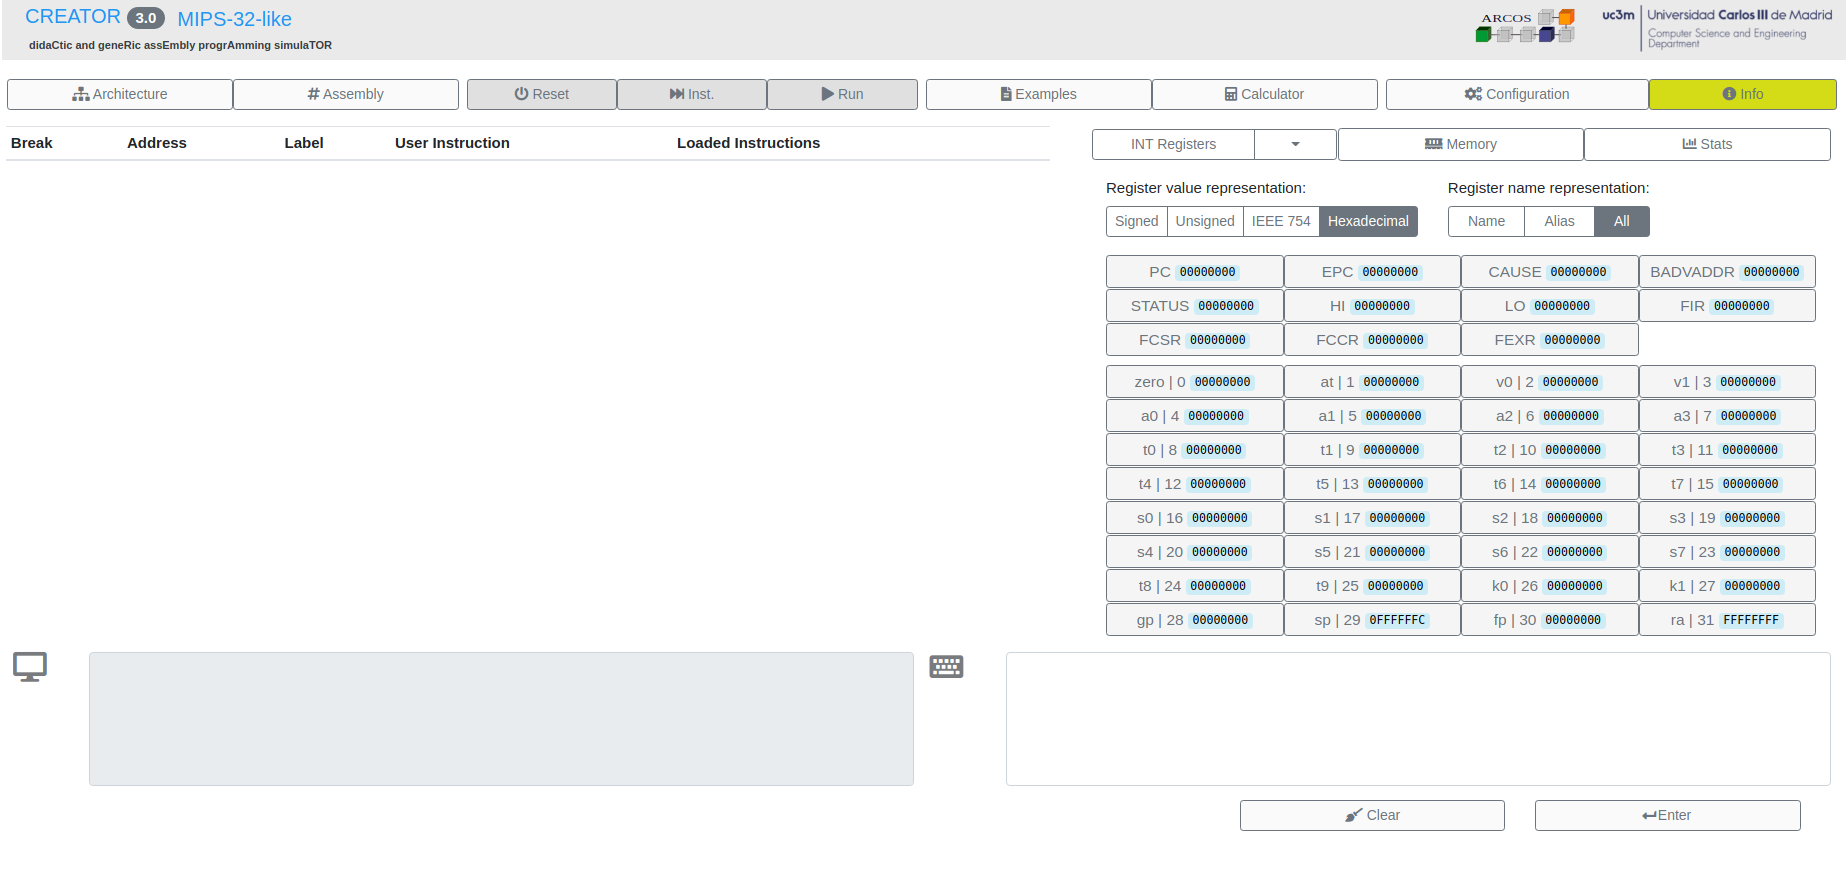 CREATOR 3.0 MIPS-32-like
didaCtic and geneRic assEmbly progrAmming simulaTOR
ARCOS
uc3m Universidad Carlos III de Madrid
Computer Science and Engineering
Department
Architecture Assembly Reset Inst. Run Examples Calculator Configuration Info
Break Address Label User Instruction Loaded Instructions
INT Registers Memory Stats
Register value representation: Register name representation:
Signed Unsigned IEEE 754 Hexadecimal Name Alias All
PC 00000000 EPC 00000000 CAUSE 00000000 BADVADDR 00000000
STATUS 00000000 HI 00000000 LO 00000000 FIR 00000000
FCSR 00000000 FCCR 00000000 FEXR 00000000
zero | 0 00000000 at | 1 00000000 v0 | 2 00000000 v1 | 3 00000000
a0 | 4 00000000 a1 | 5 00000000 a2 | 6 00000000 a3 | 7 00000000
t0 | 8 00000000 t1 | 9 00000000 t2 | 10 00000000 t3 | 11 00000000
t4 | 12 00000000 t5 | 13 00000000 t6 | 14 00000000 t7 | 15 00000000
s0 | 16 00000000 s1 | 17 00000000 s2 | 18 00000000 s3 | 19 00000000
s4 | 20 00000000 s5 | 21 00000000 s6 | 22 00000000 s7 | 23 00000000
t8 | 24 00000000 t9 | 25 00000000 k0 | 26 00000000 k1 | 27 00000000
gp | 28 00000000 sp | 29 0FFFFFFC fp | 30 00000000 ra | 31 FFFFFFFF
Clear Enter